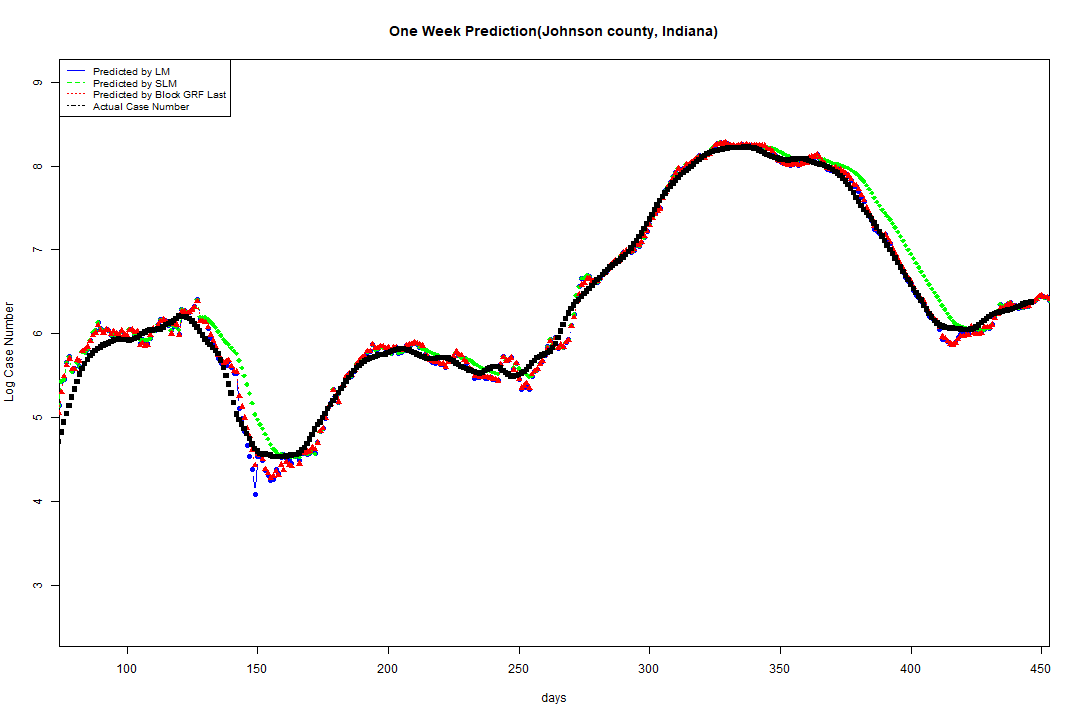 One Week Prediction(Johnson county, Indiana)
Predicted by LM
Predicted by SLM
Predicted by Block GRF Last
Actual Case Number
Log Case Number
9
8
7
6
5
4
3
100 150 200 250 300 350 400 450
days